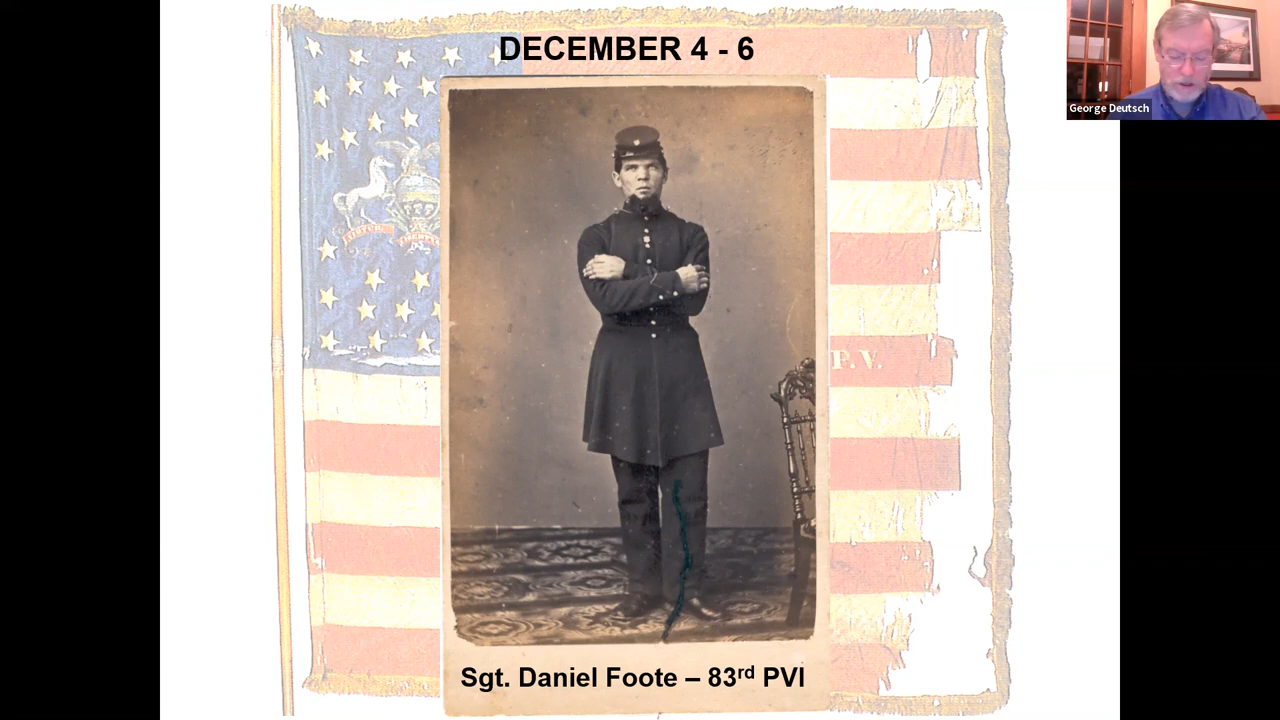 DECEMBER 4 - 6
George Deutsch
P.V.
Sgt. Daniel Foote – 83rd PVI